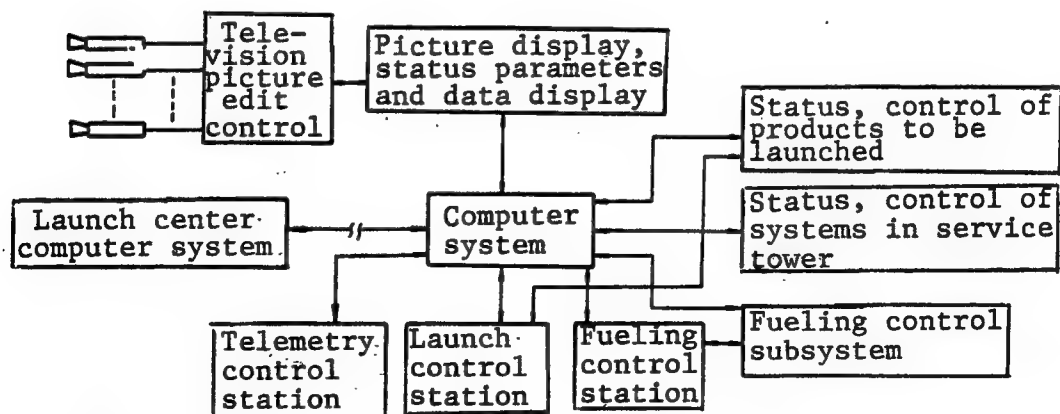 Tele-
vision
picture
edit
control
Picture display,
status parameters
and data display
Status, control of
products to be
launched
Launch center
computer system
Computer
system
Status, control of
systems in service
tower
Telemetry
control
station
Launch
control
station
Fueling
control
station
Fueling control
subsystem